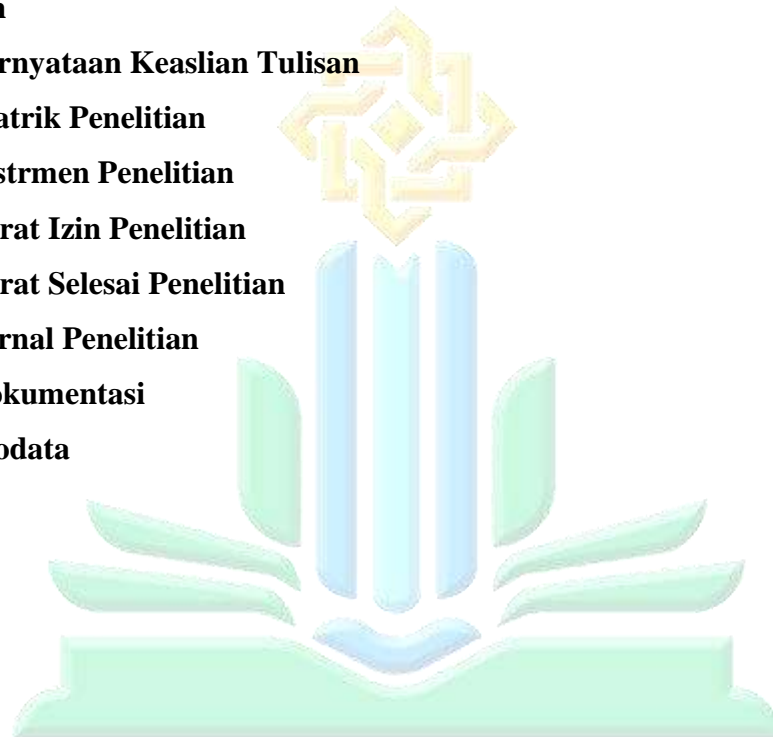 n
rnyataan Keaslian Tulisan
atrik Penelitian
strmen Penelitian
rat Izin Penelitian
rat Selesai Penelitian
rnal Penelitian
okumentasi
odata